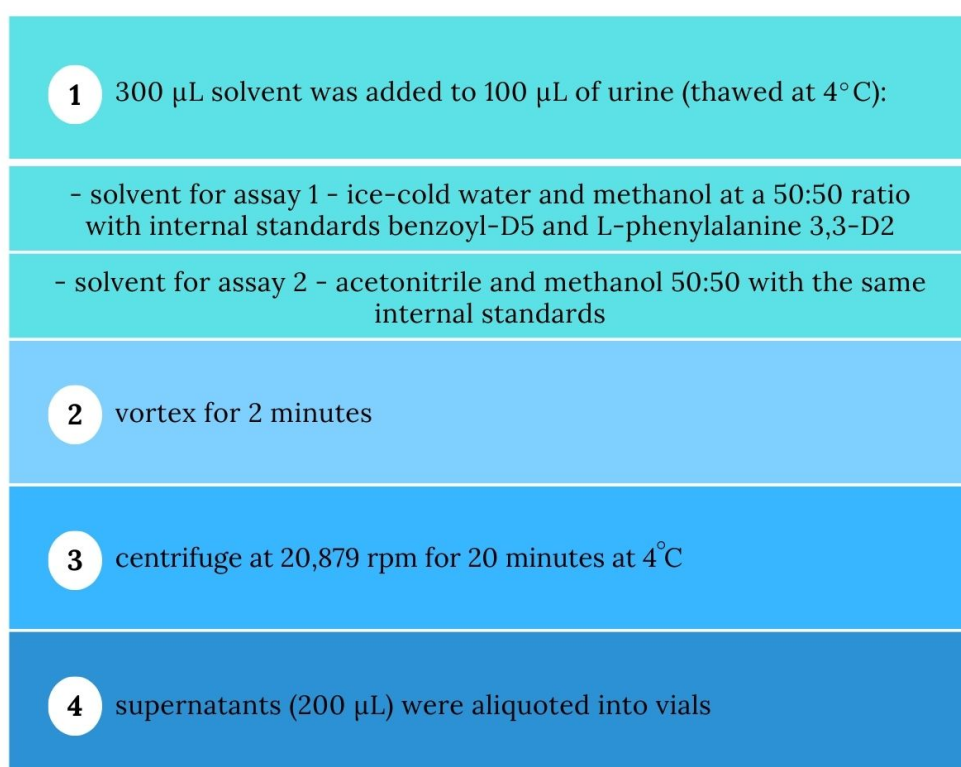 1 300 µL solvent was added to 100 µL of urine (thawed at 4°C):
- solvent for assay 1 - ice-cold water and methanol at a 50:50 ratio
with internal standards benzoyl-D5 and L-phenylalanine 3,3-D2
- solvent for assay 2 - acetonitrile and methanol 50:50 with the same
internal standards
2 vortex for 2 minutes
3 centrifuge at 20,879 rpm for 20 minutes at 4°C
4 supernatants (200 µL) were aliquoted into vials